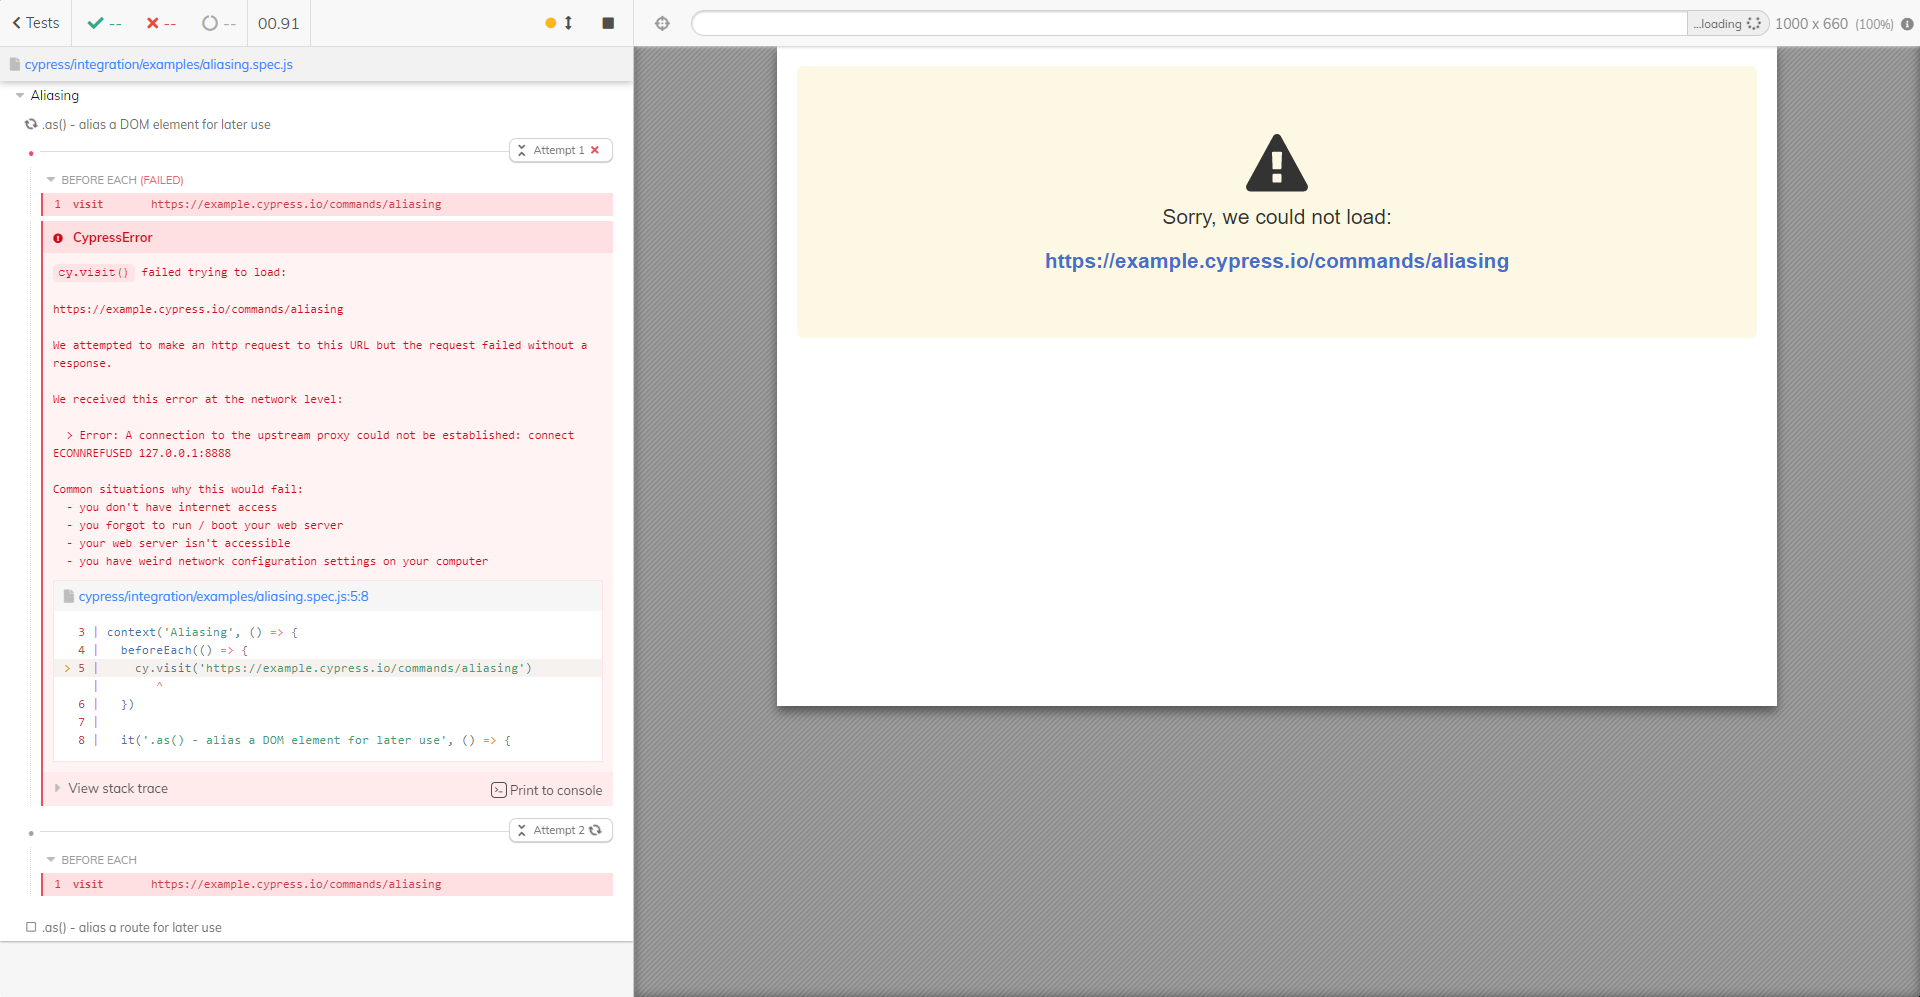 Tests
--
--
--
00.91
...loading
1000 x 660 (100%)
cypress/integration/examples/aliasing.spec.js
Aliasing
.as() - alias a DOM element for later use
Attempt 1
BEFORE EACH (FAILED)
1 visit https://example.cypress.io/commands/aliasing
CypressError
cy.visit() failed trying to load:
https://example.cypress.io/commands/aliasing
We attempted to make an http request to this URL but the request failed without a
response.
We received this error at the network level:
> Error: A connection to the upstream proxy could not be established: connect
ECONNREFUSED 127.0.0.1:8888
Common situations why this would fail:
- you don't have internet access
- you forgot to run / boot your web server
- your web server isn't accessible
- you have weird network configuration settings on your computer
cypress/integration/examples/aliasing.spec.js:5:8
3 | context('Aliasing', () => {
4 |   beforeEach(() => {
> 5 |     cy.visit('https://example.cypress.io/commands/aliasing')
|        ^
6 |   })
7 |
8 |   it('.as() - alias a DOM element for later use', () => {
View stack trace
Print to console
Attempt 2
BEFORE EACH
1 visit https://example.cypress.io/commands/aliasing
.as() - alias a route for later use
Sorry, we could not load:
https://example.cypress.io/commands/aliasing